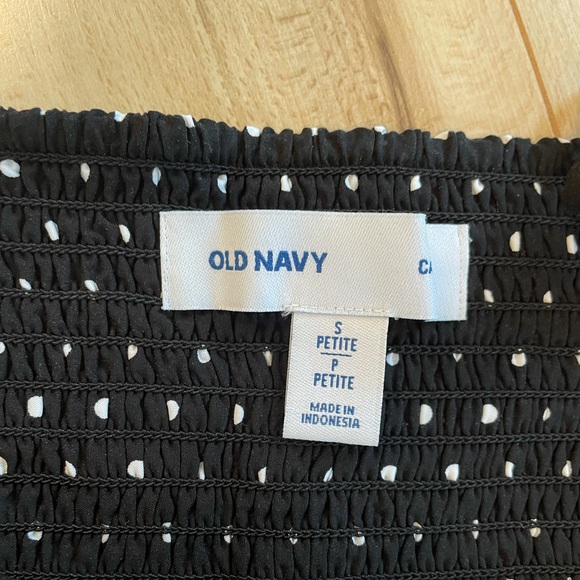 OLD NAVY
S
PETITE
P
PETITE
MADE IN
INDONESIA